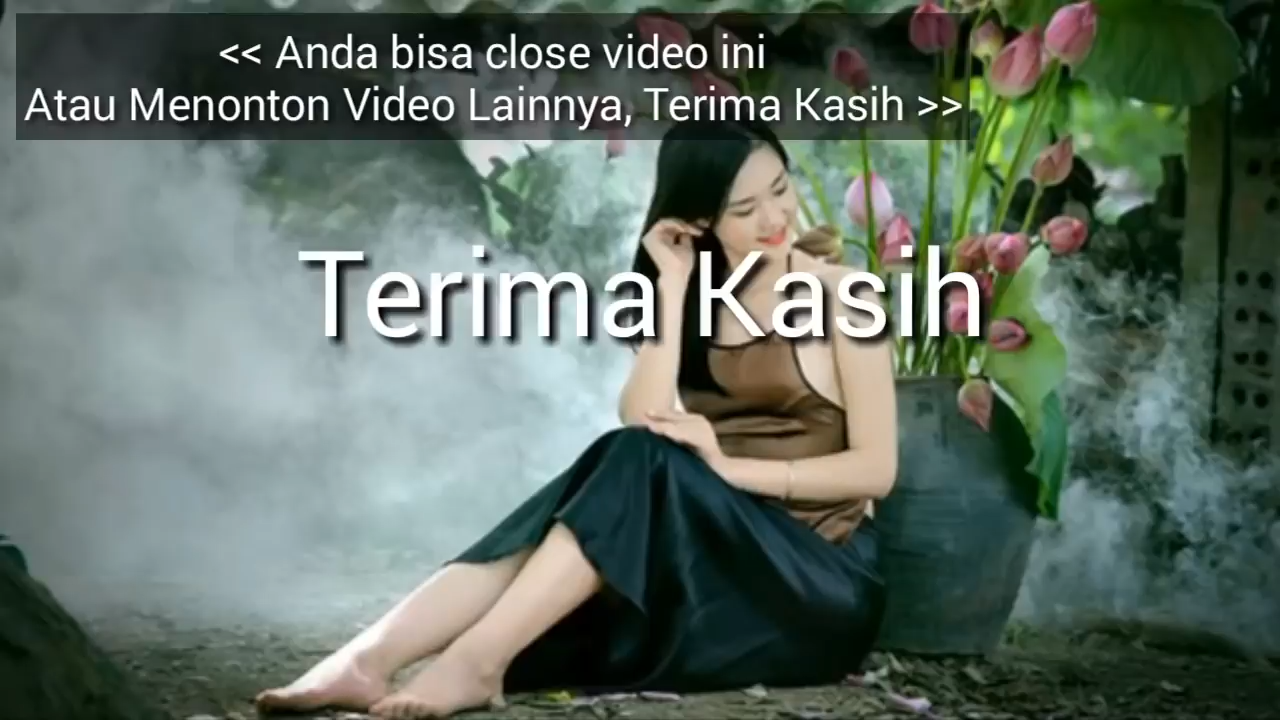 << Anda bisa close video ini
Atau Menonton Video Lainnya, Terima Kasih >>
Terima Kasih